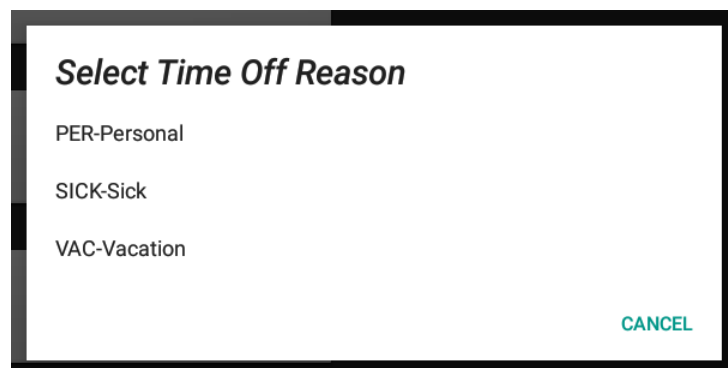 Select Time Off Reason
PER-Personal
SICK-Sick
VAC-Vacation
CANCEL